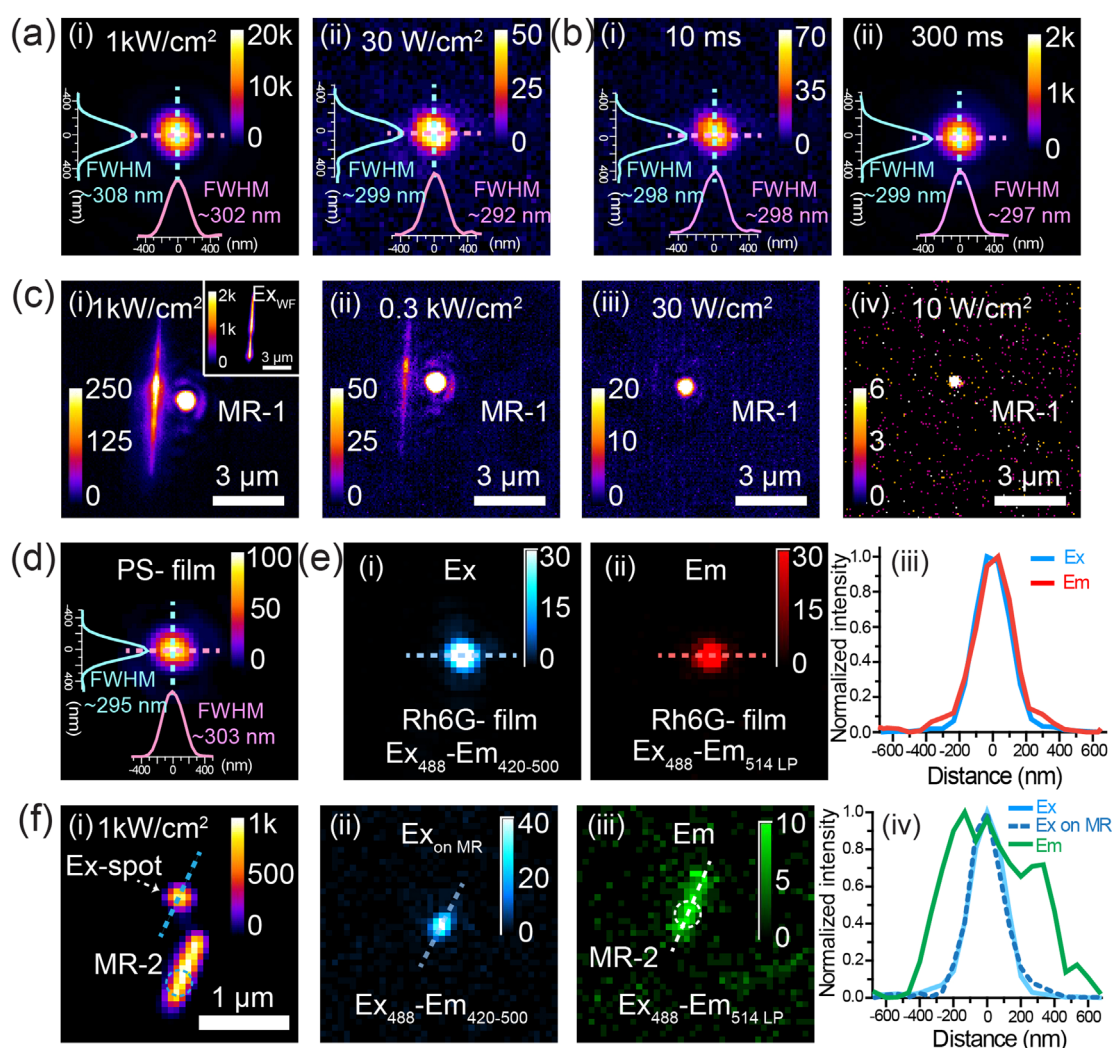 (a)
(i)
1kW/cm²
20k
10k
0
-400
0
400
(nm)
FWHM
~308 nm
FWHM
~302 nm
-400
0
400
(nm)
(ii)
30 W/cm²
50
25
0
-400
0
400
FWHM
~299 nm
FWHM
~292 nm
-400
0
400
(nm)
(b)
(i)
10 ms
70
35
0
-400
0
400
FWHM
~298 nm
FWHM
~298 nm
-400
0
400
(nm)
(ii)
300 ms
2k
1k
0
-400
0
400
FWHM
~299 nm
FWHM
~297 nm
-400
0
400
(nm)
(c)
(i)
1kW/cm²
2k
1k
0
Ex WF
3 μm
250
125
0
MR-1
3 μm
(ii)
0.3 kW/cm²
50
25
0
MR-1
3 μm
(iii)
30 W/cm²
20
10
0
MR-1
3 μm
(iv)
10 W/cm²
6
3
0
MR-1
3 μm
(d)
PS- film
100
50
0
-400
0
400
(nm)
FWHM
~295 nm
FWHM
~303 nm
-400
0
400
(nm)
(e)
(i)
Ex
30
15
0
Rh6G- film
Ex488-Em420-500
(ii)
Em
30
15
0
Rh6G- film
Ex488-Em514 LP
(iii)
Ex
Em
Normalized intensity
1.0
0.8
0.6
0.4
0.2
0.0
-600 -400 -200 0 200 400 600
Distance (nm)
(f)
(i)
1kW/cm²
1k
500
0
Ex-spot
MR-2
1 μm
(ii)
Ex on MR
40
20
0
Ex488-Em420-500
(iii)
Em
10
5
0
MR-2
Ex488-Em514 LP
(iv)
Ex
Ex on MR
Em
Normalized intensity
1.0
0.8
0.6
0.4
0.2
0.0
-600 -400 -200 0 200 400 600
Distance (nm)